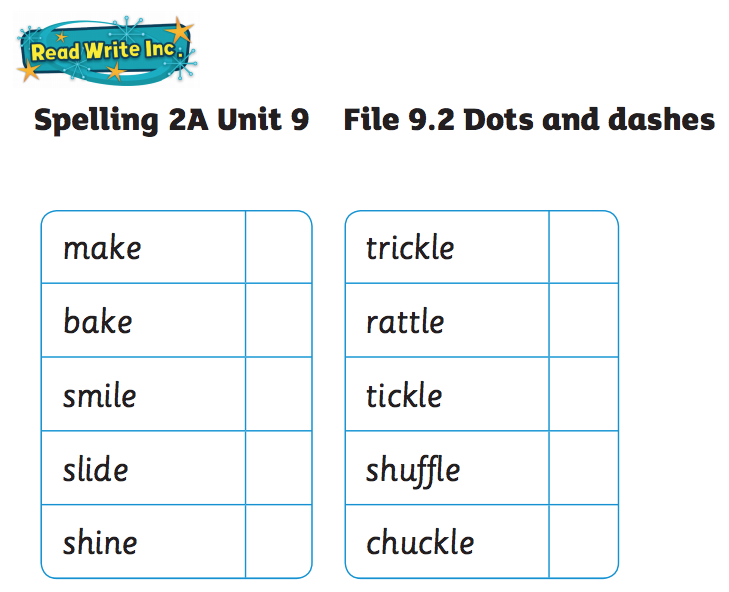 Read Write Inc.
Spelling 2A Unit 9 File 9.2 Dots and dashes
make
bake
smile
slide
shine
trickle
rattle
tickle
shuffle
chuckle